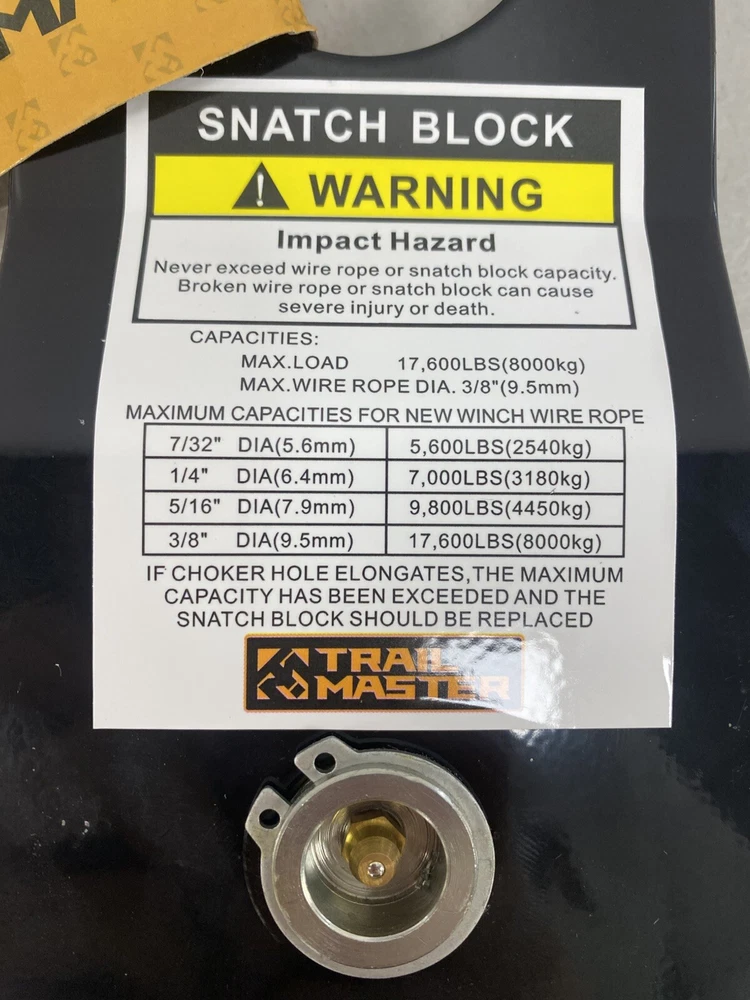 SNATCH BLOCK
WARNING
Impact Hazard
Never exceed wire rope or snatch block capacity.
Broken wire rope or snatch block can cause
severe injury or death.
CAPACITIES:
MAX.LOAD 17,600LBS(8000kg)
MAX.WIRE ROPE DIA. 3/8"(9.5mm)
MAXIMUM CAPACITIES FOR NEW WINCH WIRE ROPE
7/32" DIA(5.6mm) 5,600LBS(2540kg)
1/4" DIA(6.4mm) 7,000LBS(3180kg)
5/16" DIA(7.9mm) 9,800LBS(4450kg)
3/8" DIA(9.5mm) 17,600LBS(8000kg)
IF CHOKER HOLE ELONGATES,THE MAXIMUM
CAPACITY HAS BEEN EXCEEDED AND THE
SNATCH BLOCK SHOULD BE REPLACED
TRAIL
MASTER